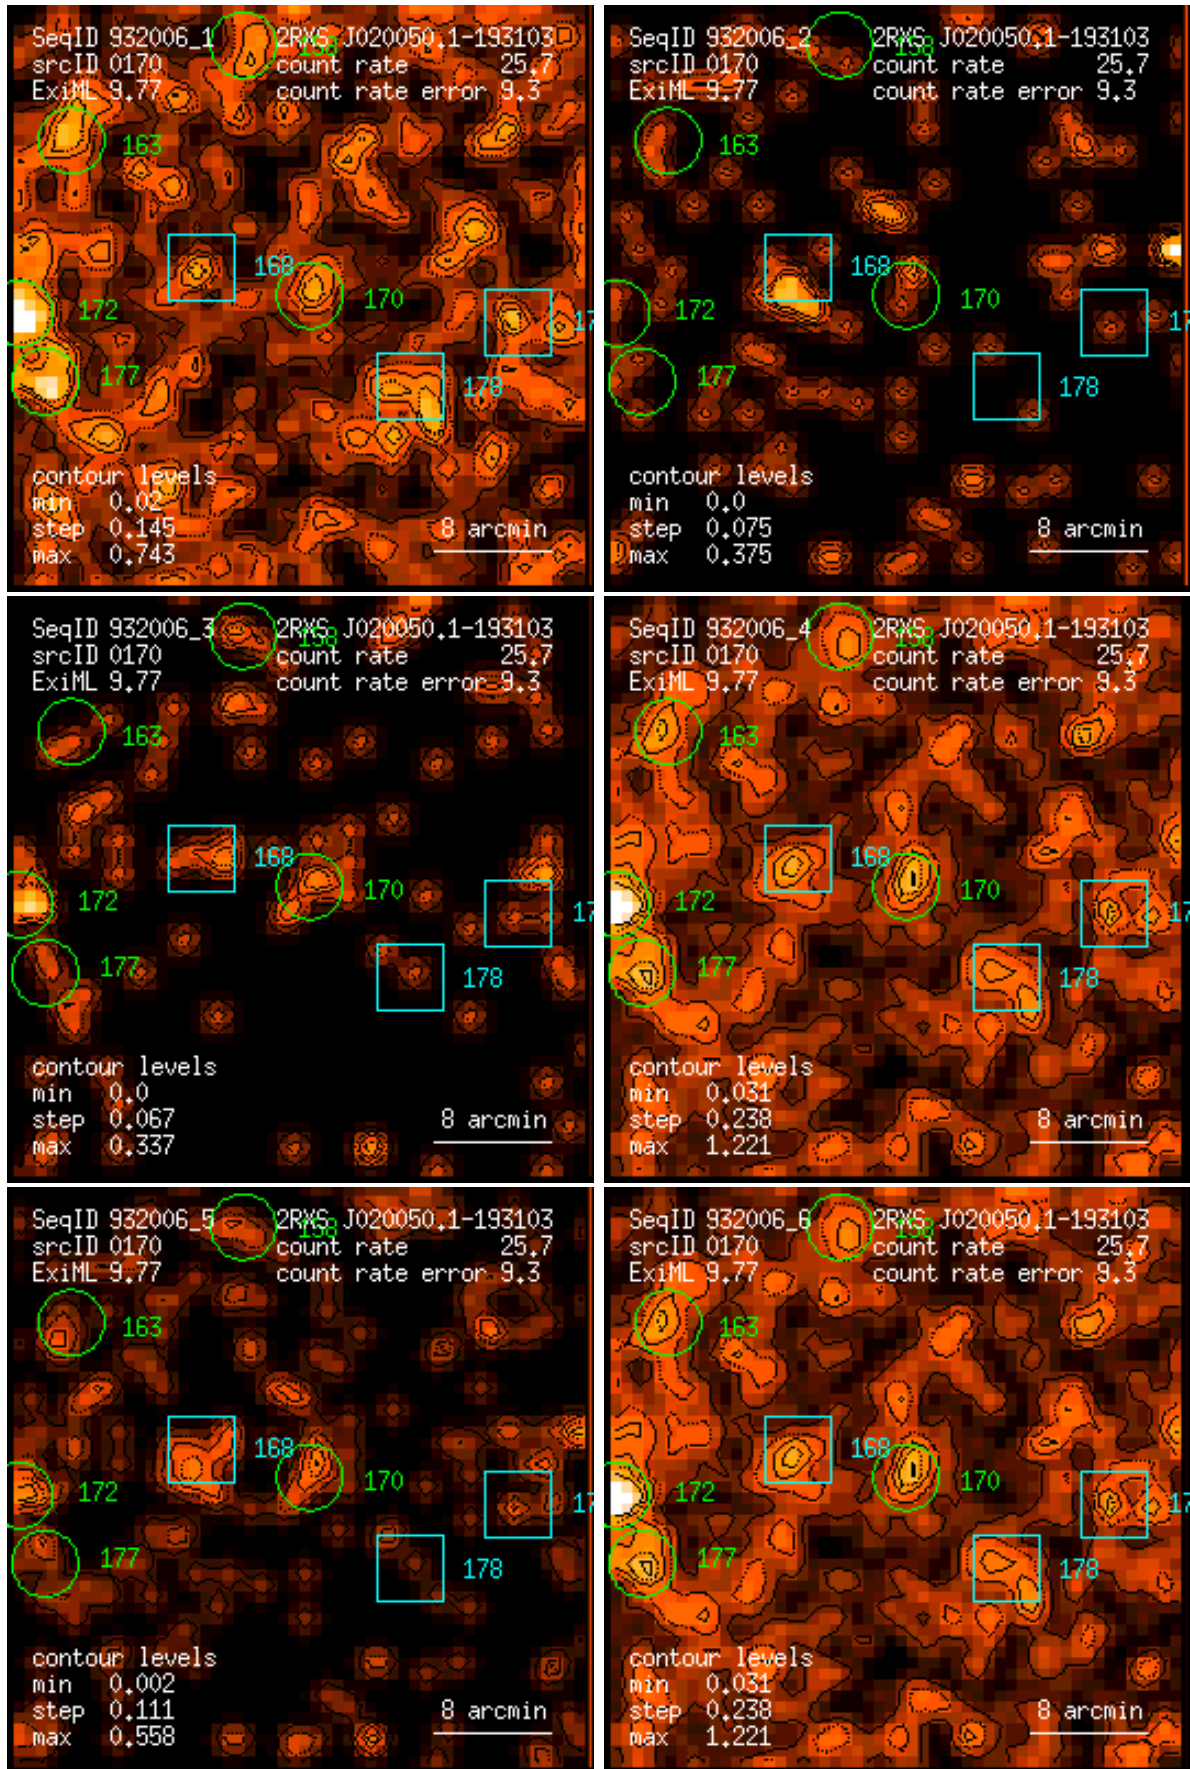 SeqID 932006_1 2RXS J020050.1-193103
srcID 0170 count rate 25.7
ExiML 9.77 count rate error 9.3
158
163
168
170
172
17
177
178
contour levels
min 0.02
step 0.145
max 0.743
8 arcmin
SeqID 932006_2 2RXS J020050.1-193103
srcID 0170 count rate 25.7
ExiML 9.77 count rate error 9.3
158
163
168
170
172
17
177
178
contour levels
min 0.0
step 0.075
max 0.375
8 arcmin
SeqID 932006_3 2RXS J020050.1-193103
srcID 0170 count rate 25.7
ExiML 9.77 count rate error 9.3
158
163
168
170
172
17
177
178
contour levels
min 0.0
step 0.067
max 0.337
8 arcmin
SeqID 932006_4 2RXS J020050.1-193103
srcID 0170 count rate 25.7
ExiML 9.77 count rate error 9.3
158
163
168
170
172
17
177
178
contour levels
min 0.031
step 0.238
max 1.221
8 arcmin
SeqID 932006_5 2RXS J020050.1-193103
srcID 0170 count rate 25.7
ExiML 9.77 count rate error 9.3
158
163
168
170
172
17
177
178
contour levels
min 0.002
step 0.111
max 0.558
8 arcmin
SeqID 932006_6 2RXS J020050.1-193103
srcID 0170 count rate 25.7
ExiML 9.77 count rate error 9.3
158
163
168
170
172
17
177
178
contour levels
min 0.031
step 0.238
max 1.221
8 arcmin